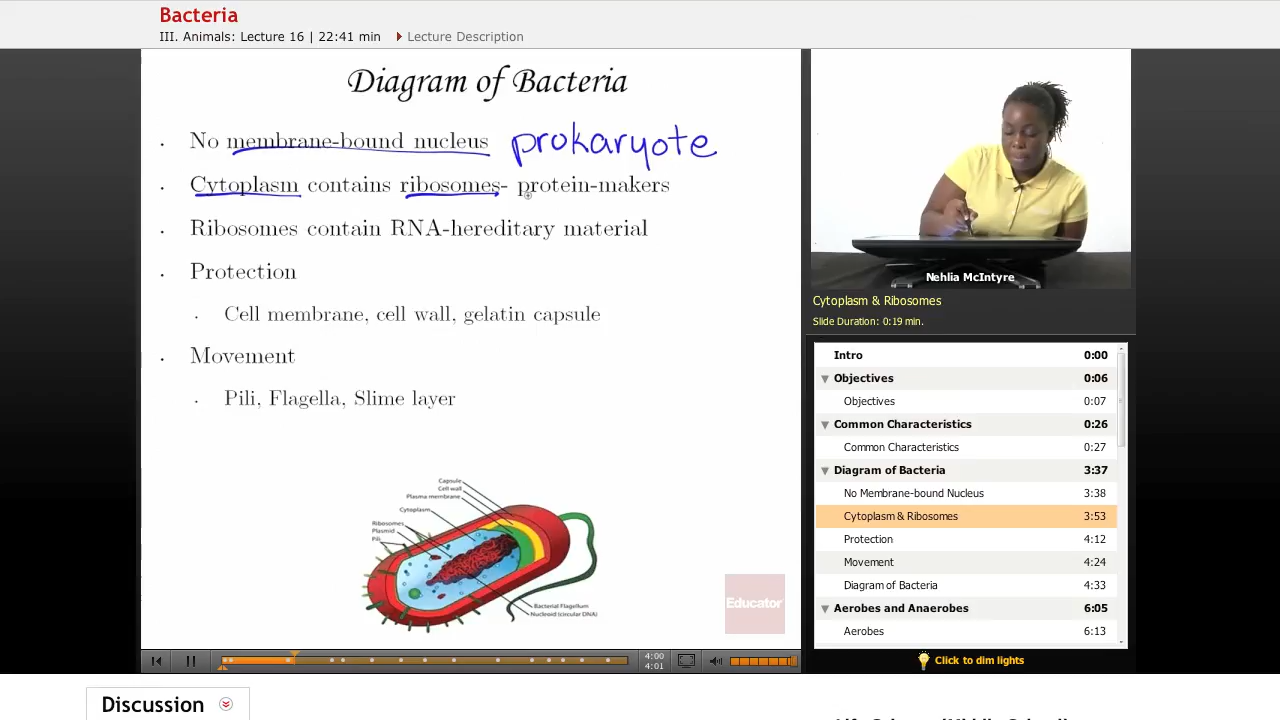 Bacteria
III. Animals: Lecture 16 | 22:41 min
Lecture Description
Diagram of Bacteria
No membrane-bound nucleus prokaryote
Cytoplasm contains ribosomes- protein-makers
Ribosomes contain RNA-hereditary material
Protection
Cell membrane, cell wall, gelatin capsule
Movement
Pili, Flagella, Slime layer
Capsule
Cell wall
Plasma membrane
Cytoplasm
Ribosomes
Plasmid
Pili
Bacterial Flagellum
Nucleoid (circular DNA)
Educator
4:00
4:01
Nehlia McIntyre
Cytoplasm & Ribosomes
Slide Duration: 0:19 min.
Intro 0:00
Objectives 0:06
Objectives 0:07
Common Characteristics 0:26
Common Characteristics 0:27
Diagram of Bacteria 3:37
No Membrane-bound Nucleus 3:38
Cytoplasm & Ribosomes 3:53
Protection 4:12
Movement 4:24
Diagram of Bacteria 4:33
Aerobes and Anaerobes 6:05
Aerobes 6:13
Click to dim lights
Discussion